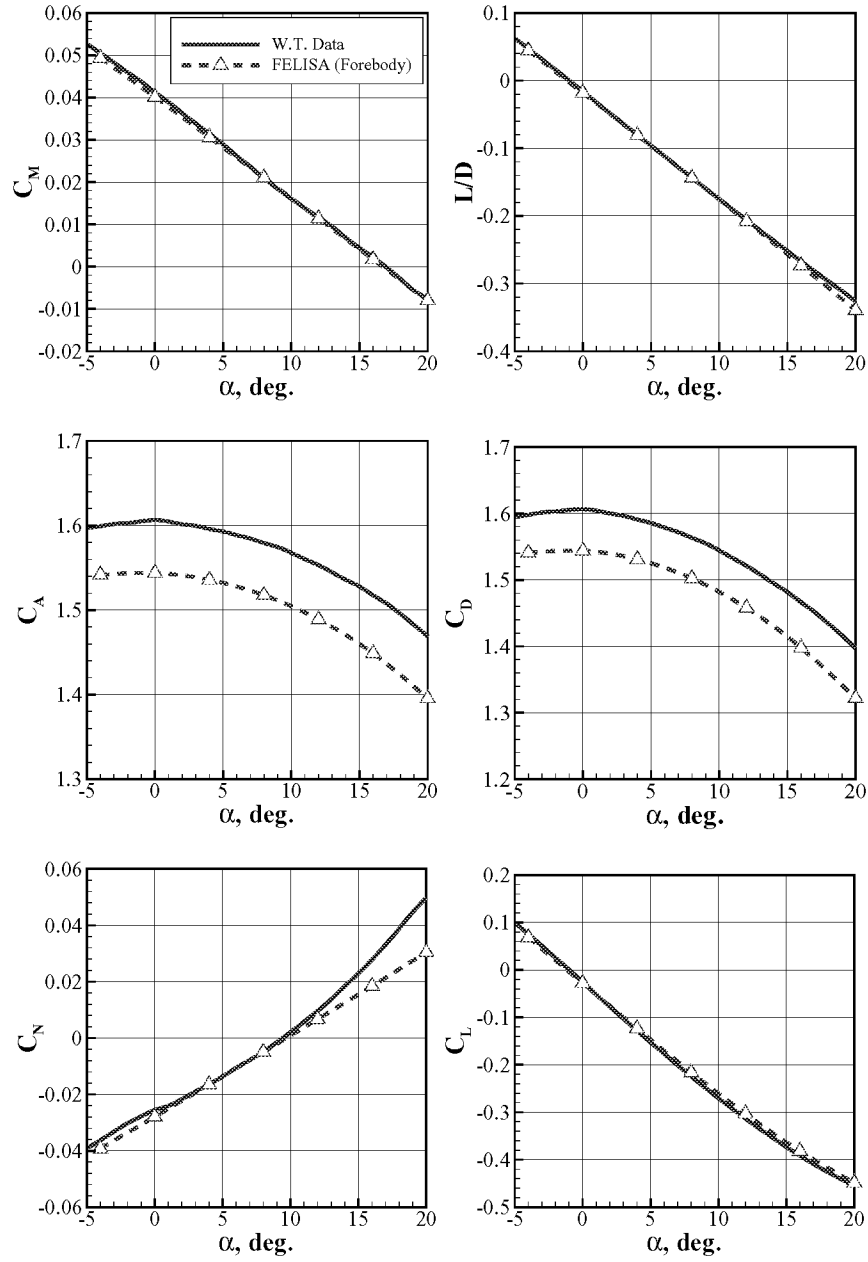 0.06
0.05
0.04
0.03
0.02
0.01
0
-0.01
-0.02
C_M
W.T. Data
FELISA (Forebody)
-5 0 5 10 15 20
α, deg.
0.1
0
-0.1
-0.2
-0.3
-0.4
L/D
-5 0 5 10 15 20
α, deg.
1.7
1.6
1.5
1.4
1.3
C_A
-5 0 5 10 15 20
α, deg.
1.7
1.6
1.5
1.4
1.3
1.2
C_D
-5 0 5 10 15 20
α, deg.
0.06
0.04
0.02
0
-0.02
-0.04
-0.06
C_N
-5 0 5 10 15 20
α, deg.
0.2
0.1
0
-0.1
-0.2
-0.3
-0.4
-0.5
C_L
-5 0 5 10 15 20
α, deg.